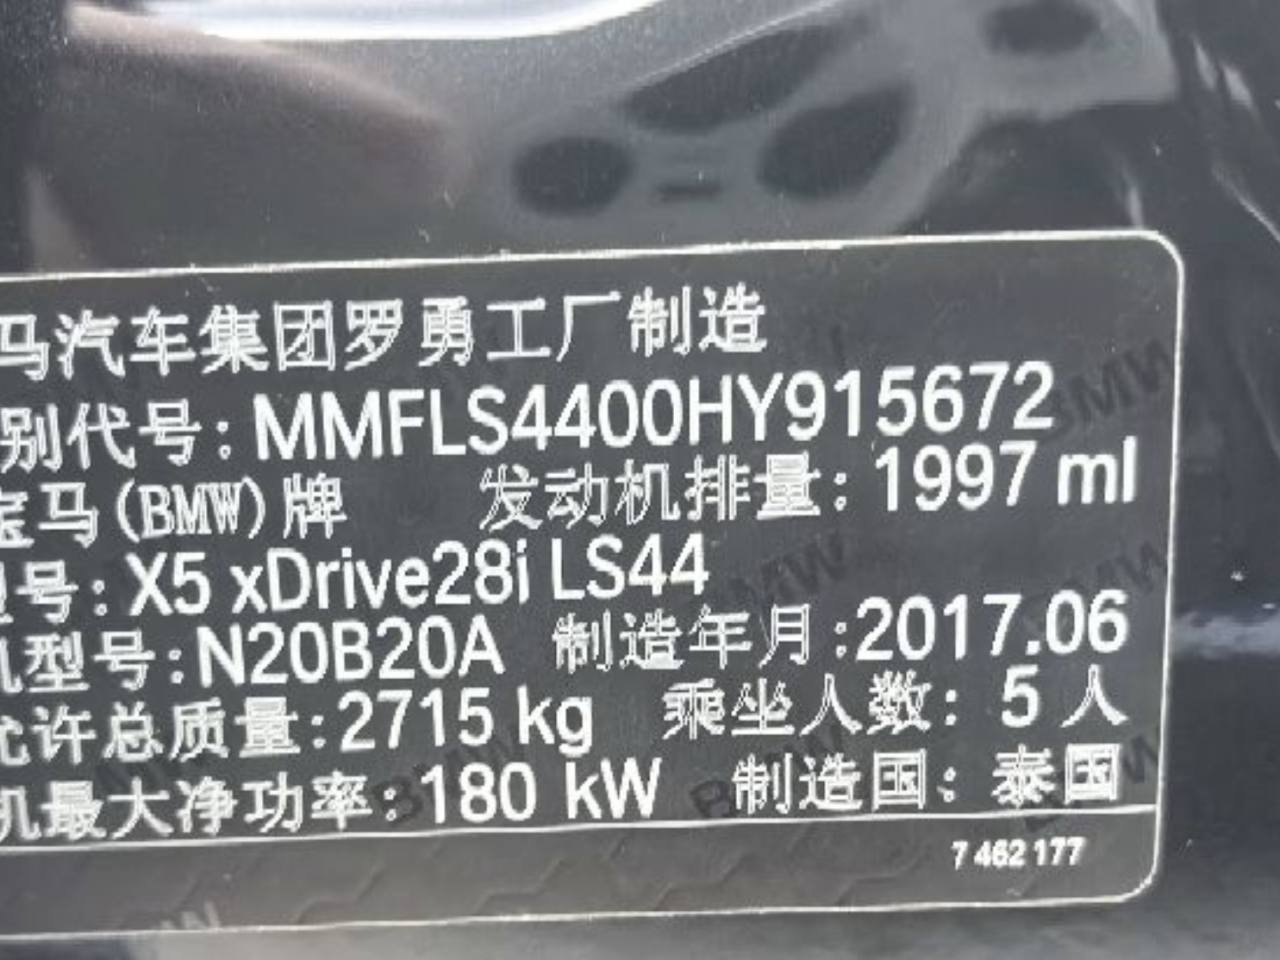 马汽车集团罗勇工厂制造
别代号: MMFLS4400HY915672
宝马(BMW)牌 发动机排量: 1997 ml
型号: X5 xDrive28i LS44
机型号:N20B20A 制造年月:2017.06
允许总质量:2715 kg 乘坐人数: 5 人
机最大净功率:180 kW 制造国: 泰国
7 462 177